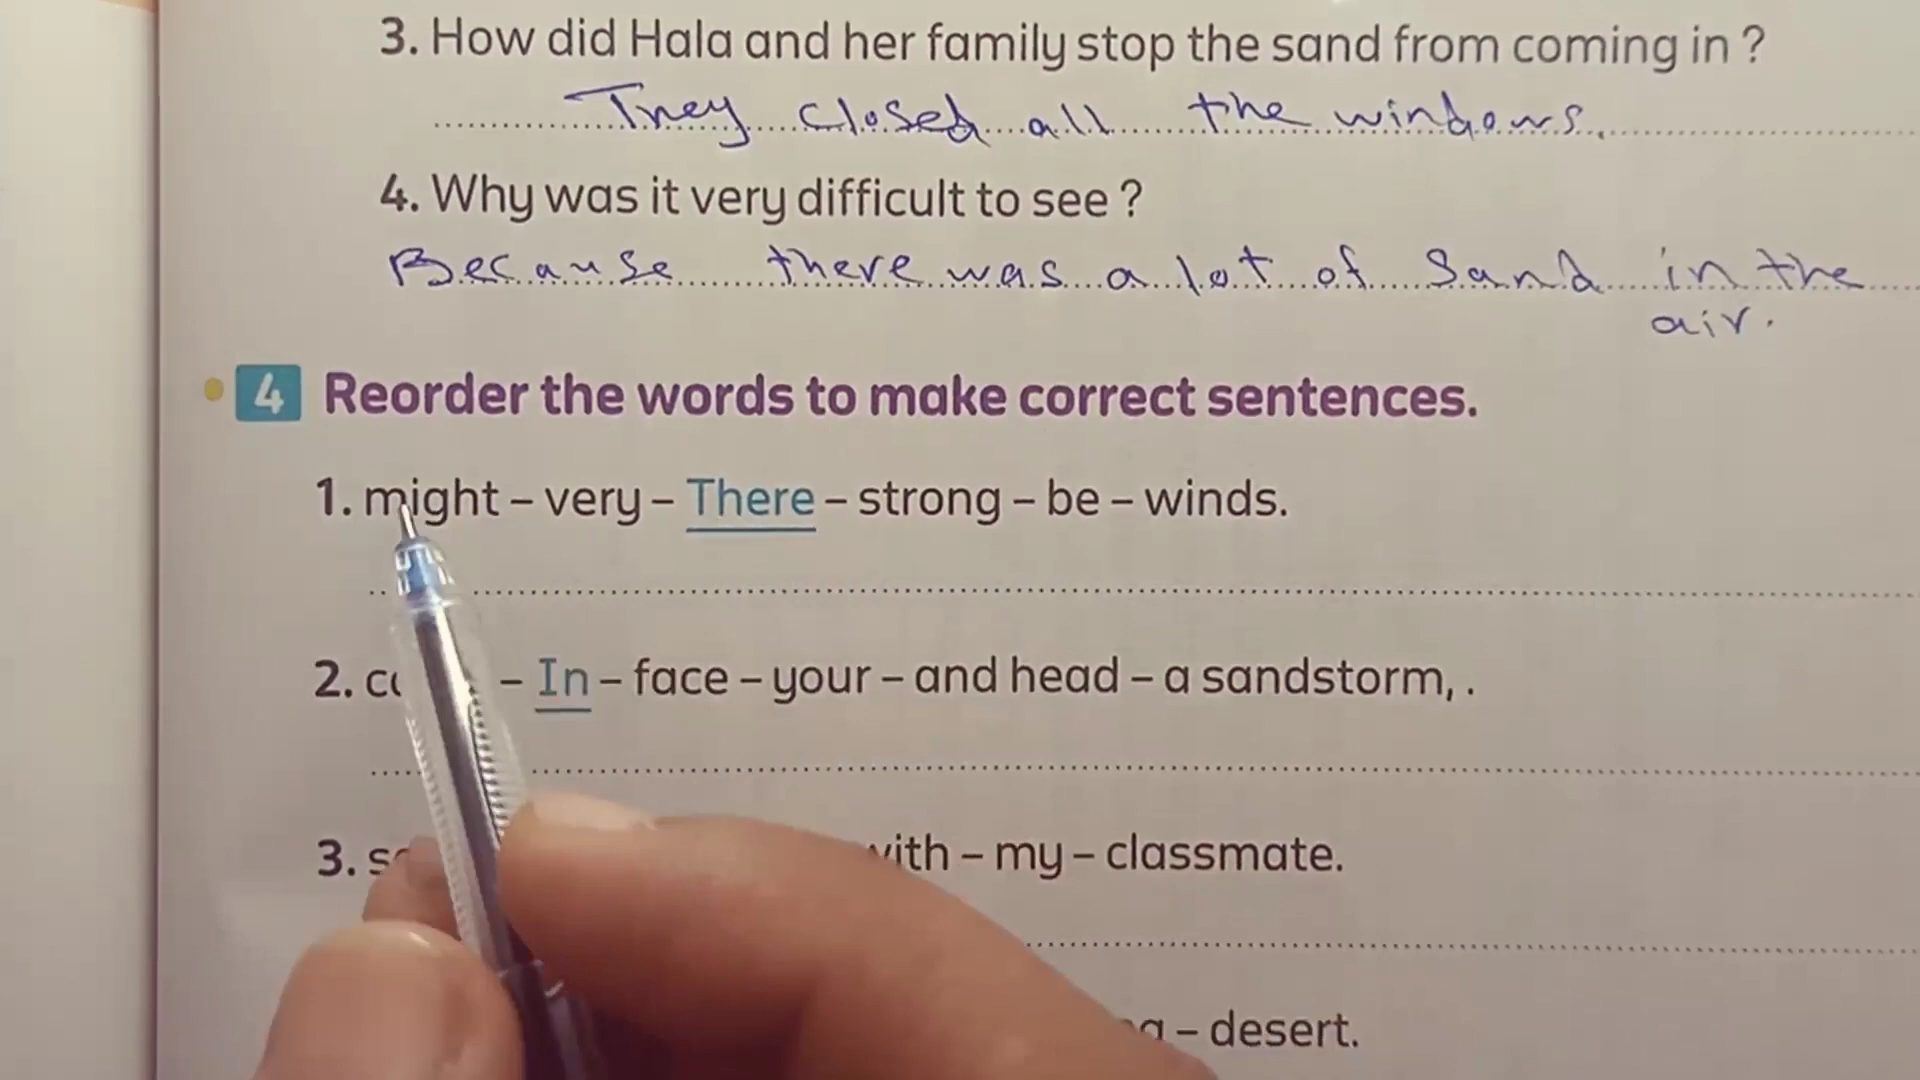 3. How did Hala and her family stop the sand from coming in ?
They closed all the windows.
4. Why was it very difficult to see ?
Because there was a lot of sand in the
air.
4 Reorder the words to make correct sentences.
1. might – very – There – strong – be – winds.
2. – In – face – your – and head – a sandstorm, .
3. – my – classmate.
– desert.